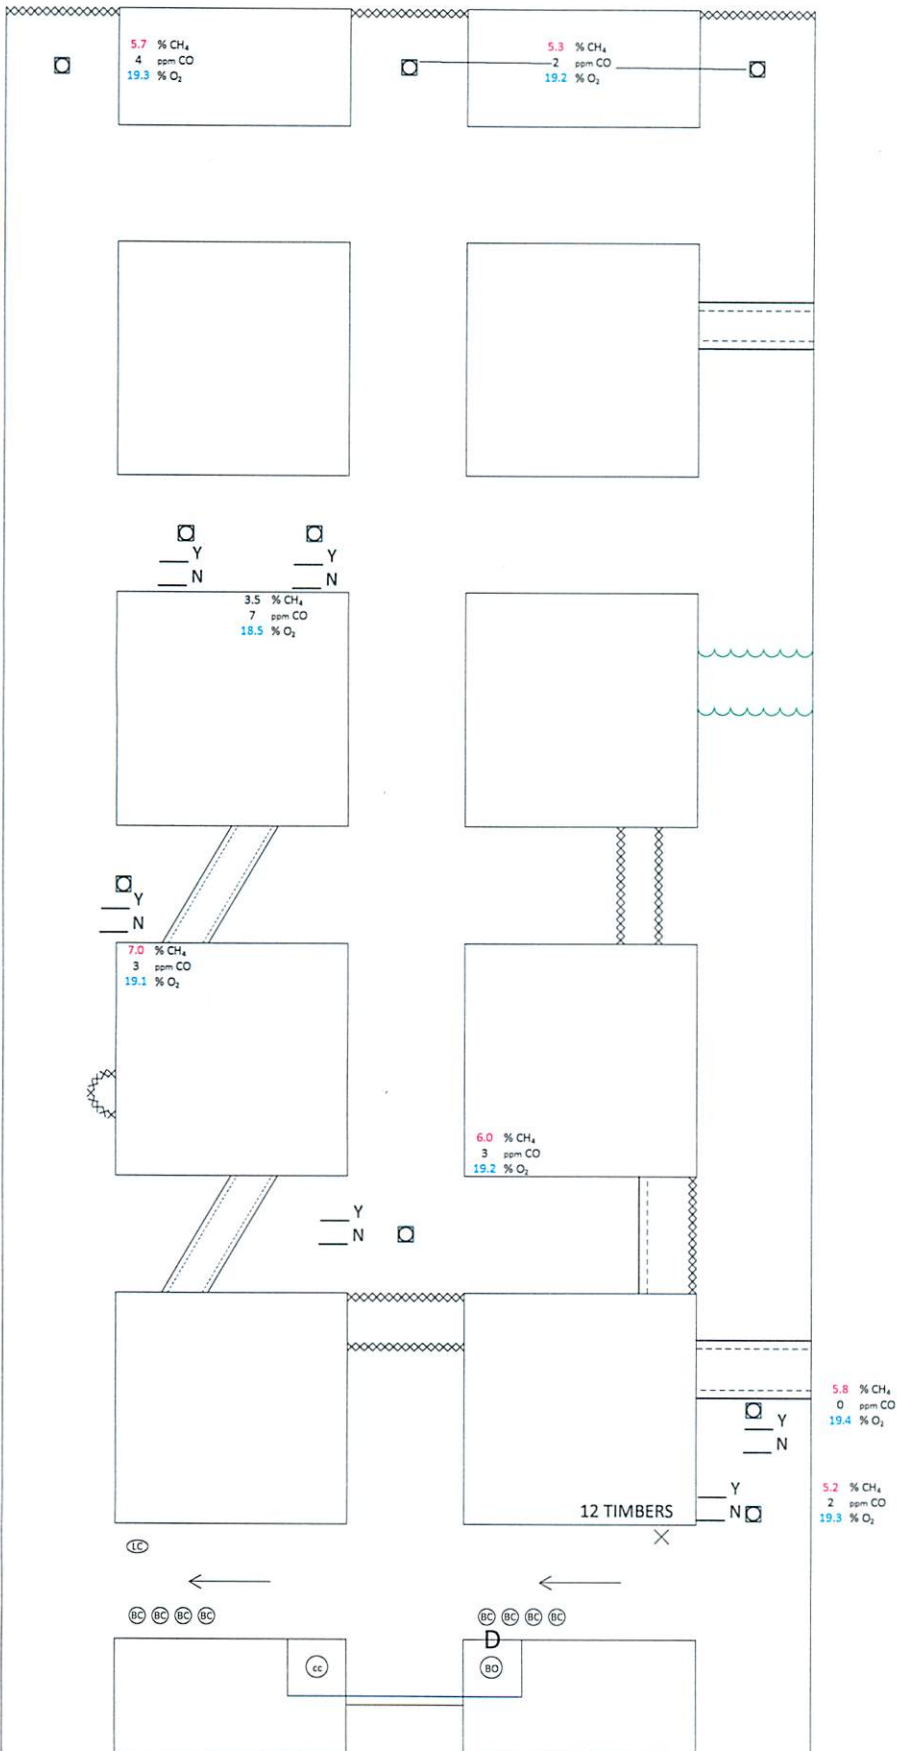 5.7 % CH₄
4 ppm CO
19.3 % O₂
5.3 % CH₄
2 ppm CO
19.2 % O₂
Y
N
Y
N
3.5 % CH₄
7 ppm CO
18.5 % O₂
Y
N
7.0 % CH₄
3 ppm CO
19.1 % O₂
6.0 % CH₄
3 ppm CO
19.2 % O₂
Y
N
5.8 % CH₄
0 ppm CO
19.4 % O₂
Y
N
Y
N
5.2 % CH₄
2 ppm CO
19.3 % O₂
12 TIMBERS
LC
BC BC BC BC
BC BC BC BC
D
cc
BO